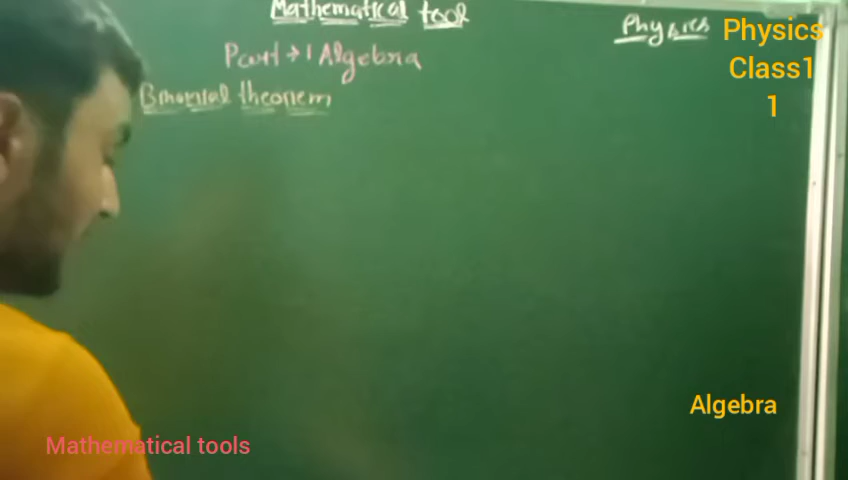 Mathematical tool
Physics
Physics
Class1
1
Part → 1 Algebra
Binomial theorem
Algebra
Mathematical tools